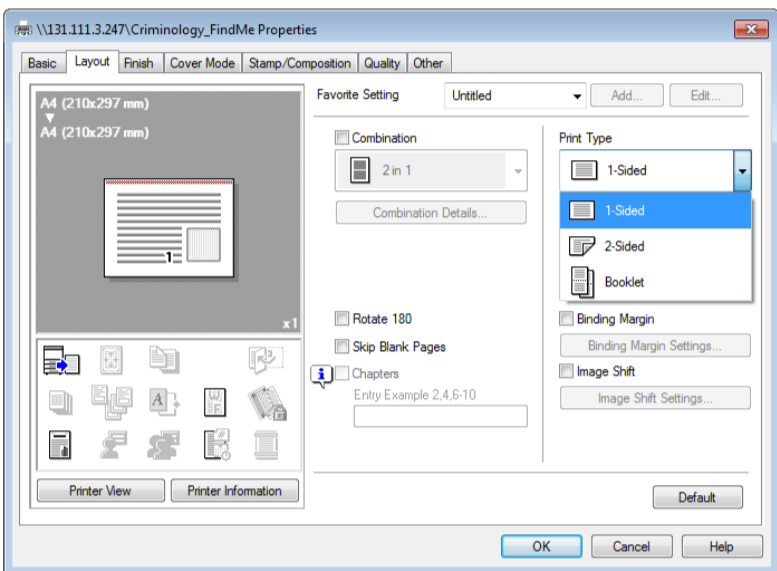 \\131.111.3.247\Criminology_FindMe Properties
Basic Layout Finish Cover Mode Stamp/Composition Quality Other
A4 (210x297 mm)
A4 (210x297 mm)
1
x1
Printer View Printer Information
Favorite Setting Untitled Add... Edit...
Combination
2 in 1
Combination Details...
Rotate 180
Skip Blank Pages
Chapters
Entry Example 2,4,6-10
Print Type
1-Sided
1-Sided
2-Sided
Booklet
Binding Margin
Binding Margin Settings...
Image Shift
Image Shift Settings...
Default
OK Cancel Help